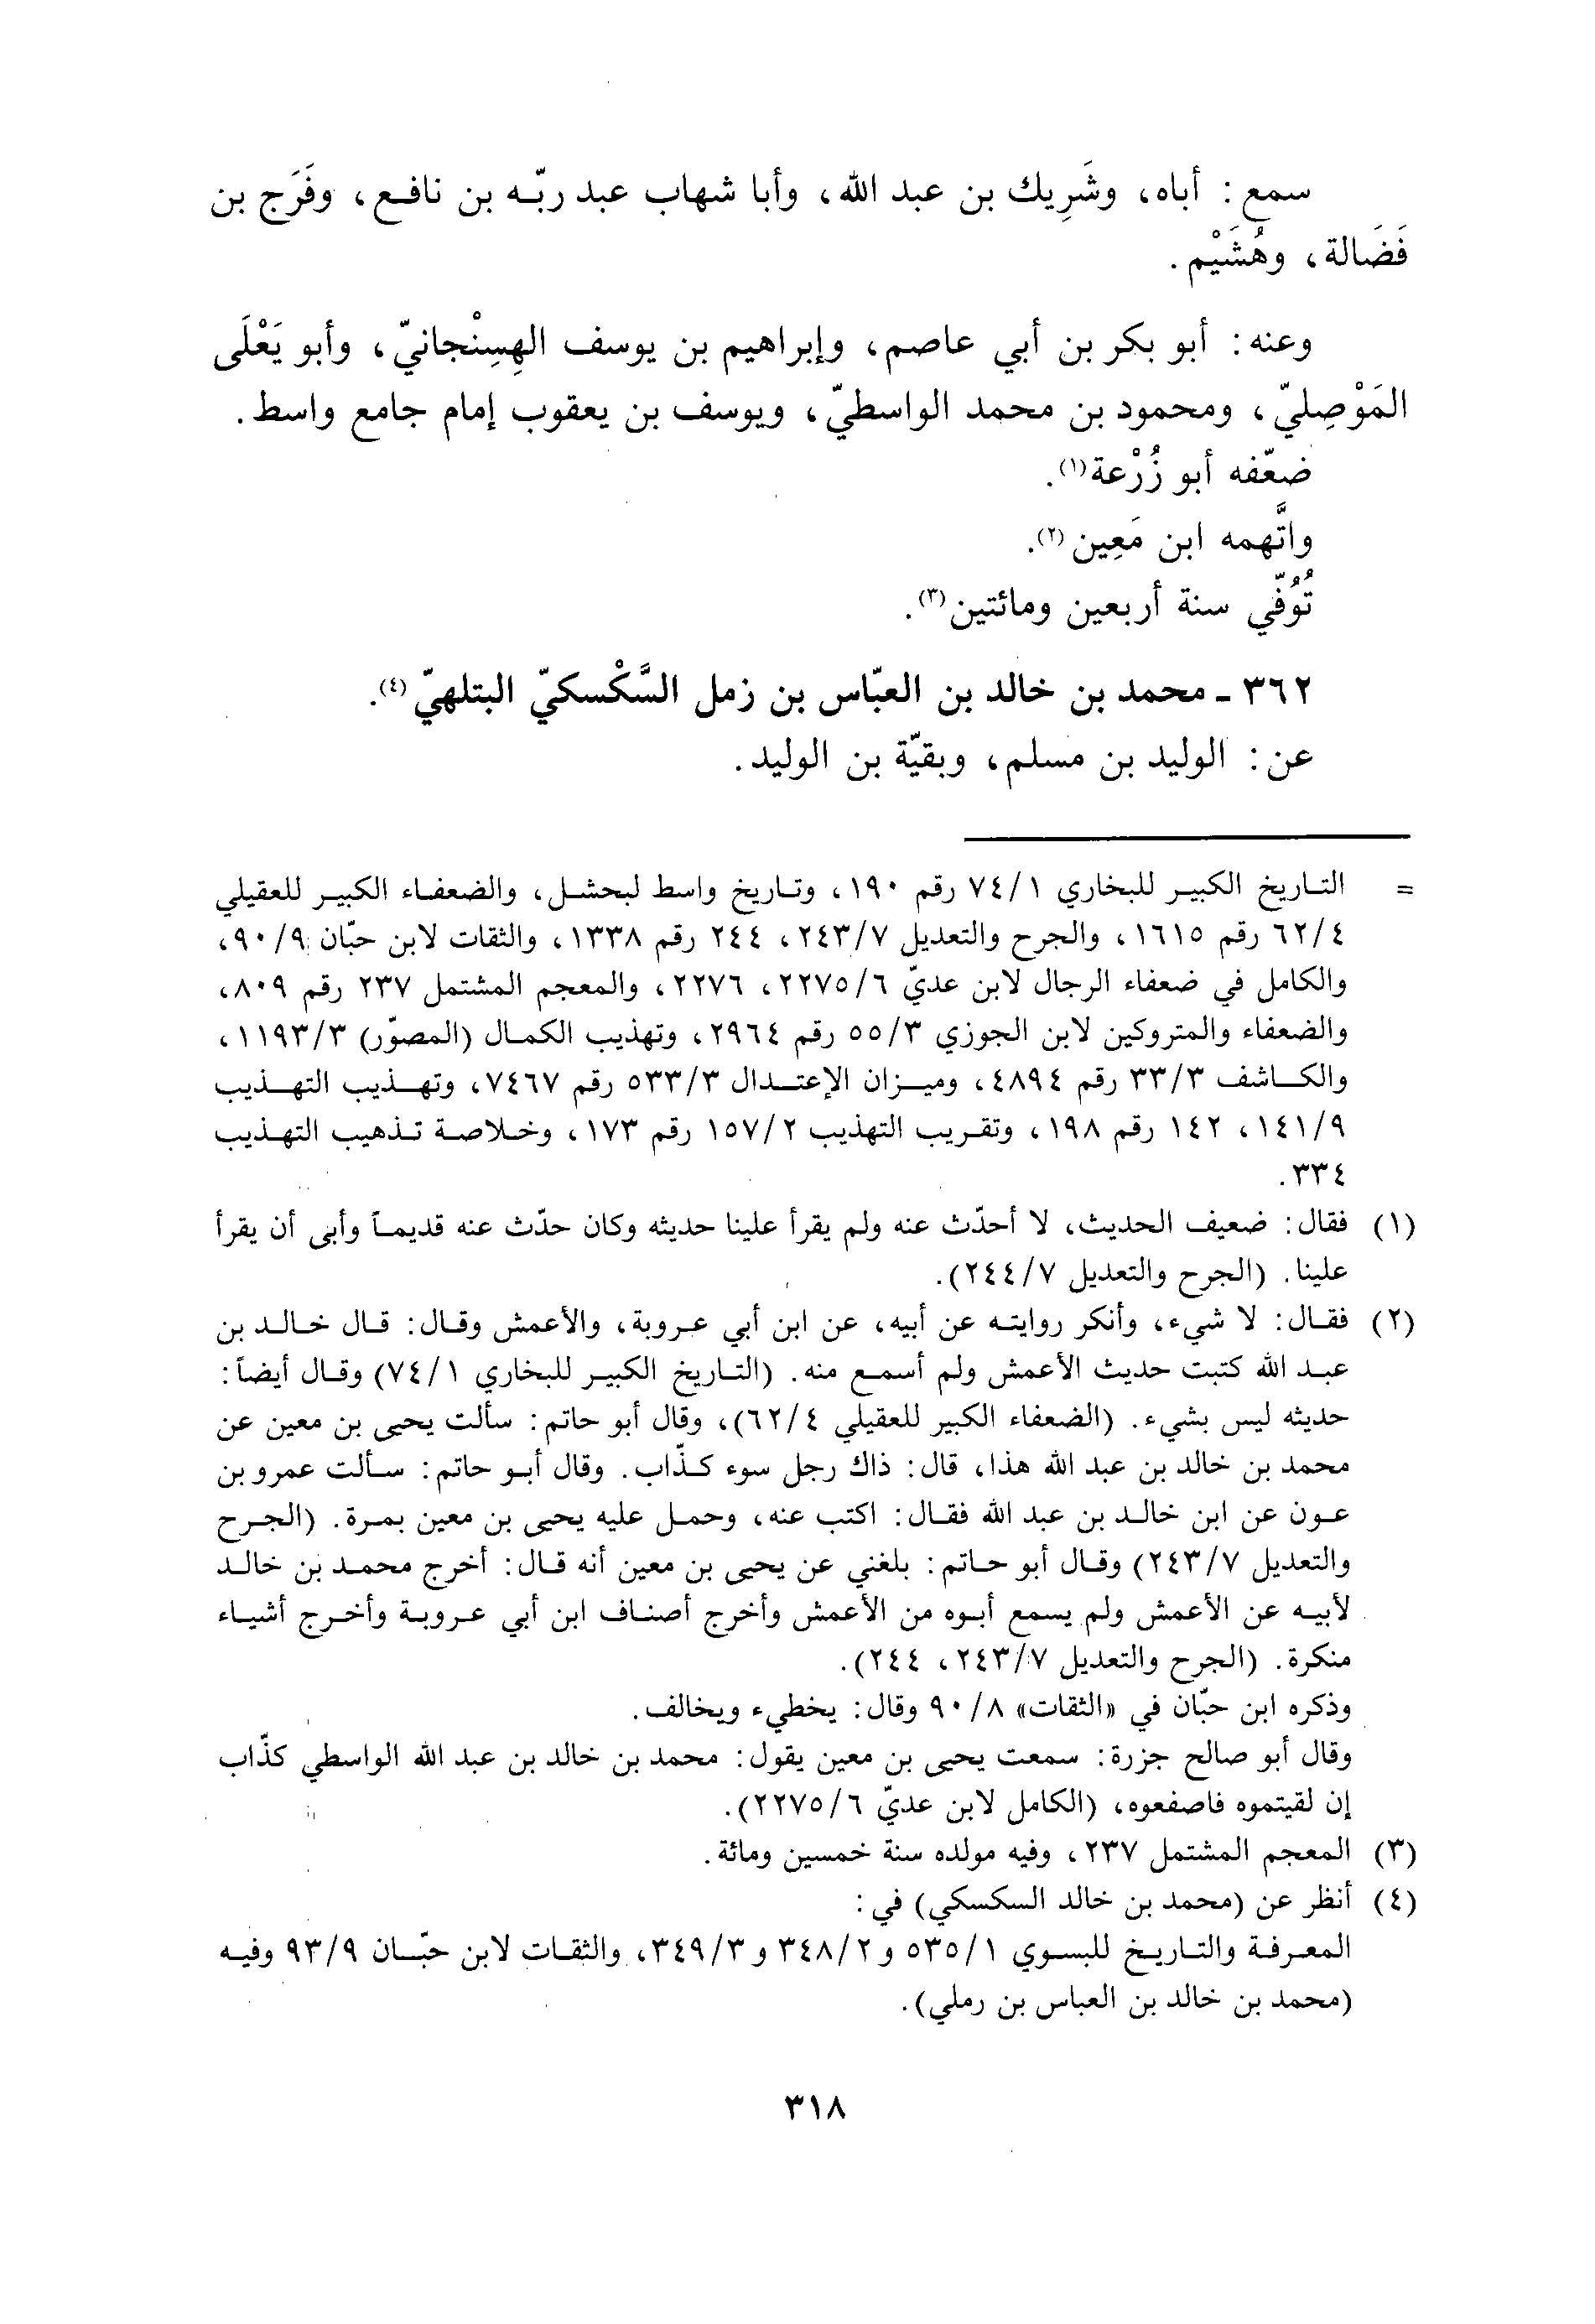 سمع : أباه، وشَرِيك بن عبد الله، وأبا شهاب عبد ربّه بن نافع، وفَرَج بن
فَضَالة، وهُشَيْم.
وعنه: أبو بكر بن أبي عاصم، وإبراهيم بن يوسف الهِسِنْجانيّ، وأبو يَعْلَى
المَوْصِليّ، ومحمود بن محمد الواسطيّ، ويوسف بن يعقوب إمام جامع واسط.
ضعّفه أبو زُرْعة(١).
واتَّهمه ابن مَعِين(٢).
تُوُفّي سنة أربعين ومائتين(٣).
٣٦٢ ـ محمد بن خالد بن العبّاس بن زمل السَّكْسكيّ البتلهيّ(٤).
عن: الوليد بن مسلم، وبقيّة بن الوليد.
= التاريخ الكبير للبخاري ٧٤/١ رقم ١٩٠، وتاريخ واسط لبحشل، والضعفاء الكبير للعقيلي
٦٢/٤ رقم ١٦١٥، والجرح والتعديل ٢٤٣/٧، ٢٤٤ رقم ١٣٣٨، والثقات لابن حبّان ٩٠/٩،
والكامل في ضعفاء الرجال لابن عديّ ٢٢٧٥/٦، ٢٢٧٦، والمعجم المشتمل ٢٣٧ رقم ٨٠٩،
والضعفاء والمتروكين لابن الجوزي ٥٥/٣ رقم ٢٩٦٤، وتهذيب الكمال (المصوّر) ١١٩٣/٣،
والكاشف ٣٣/٣ رقم ٤٨٩٤، وميزان الإعتدال ٥٣٣/٣ رقم ٧٤٦٧، وتهذيب التهذيب
١٤١/٩، ١٤٢ رقم ١٩٨، وتقريب التهذيب ١٥٧/٢ رقم ١٧٣، وخلاصة تذهيب التهذيب
٣٣٤.
(١) فقال: ضعيف الحديث، لا أحدّث عنه ولم يقرأ علينا حديثه وكان حدّث عنه قديماً وأبى أن يقرأ
علينا. (الجرح والتعديل ٢٤٤/٧).
(٢) فقال: لا شيء، وأنكر روايته عن أبيه، عن ابن أبي عروبة، والأعمش وقال: قال خالد بن
عبد الله كتبت حديث الأعمش ولم أسمع منه. (التاريخ الكبير للبخاري ٧٤/١) وقال أيضاً:
حديثه ليس بشيء. (الضعفاء الكبير للعقيلي ٦٢/٤)، وقال أبو حاتم: سألت يحيى بن معين عن
محمد بن خالد بن عبد الله هذا، قال: ذاك رجل سوء كذّاب. وقال أبو حاتم: سألت عمرو بن
عون عن ابن خالد بن عبد الله فقال: اكتب عنه، وحمل عليه يحيى بن معين بمرة. (الجرح
والتعديل ٢٤٣/٧) وقال أبو حاتم: بلغني عن يحيى بن معين أنه قال: أخرج محمد بن خالد
لأبيه عن الأعمش ولم يسمع أبوه من الأعمش وأخرج أصناف ابن أبي عروبة وأخرج أشياء
منكرة. (الجرح والتعديل ٢٤٣/٧، ٢٤٤).
وذكره ابن حبّان في «الثقات» ٩٠/٨ وقال: يخطيء ويخالف.
وقال أبو صالح جزرة: سمعت يحيى بن معين يقول: محمد بن خالد بن عبد الله الواسطي كذّاب
إن لقيتموه فاصفعوه، (الكامل لابن عديّ ٢٢٧٥/٦).
(٣) المعجم المشتمل ٢٣٧، وفيه مولده سنة خمسين ومائة.
(٤) أنظر عن (محمد بن خالد السكسكي) في:
المعرفة والتاريخ للبسوي ٥٣٥/١ و ٣٤٨/٢ و ٣٤٩/٣، والثقات لابن حبّان ٩٣/٩ وفيه
(محمد بن خالد بن العباس بن رملي).
٣١٨